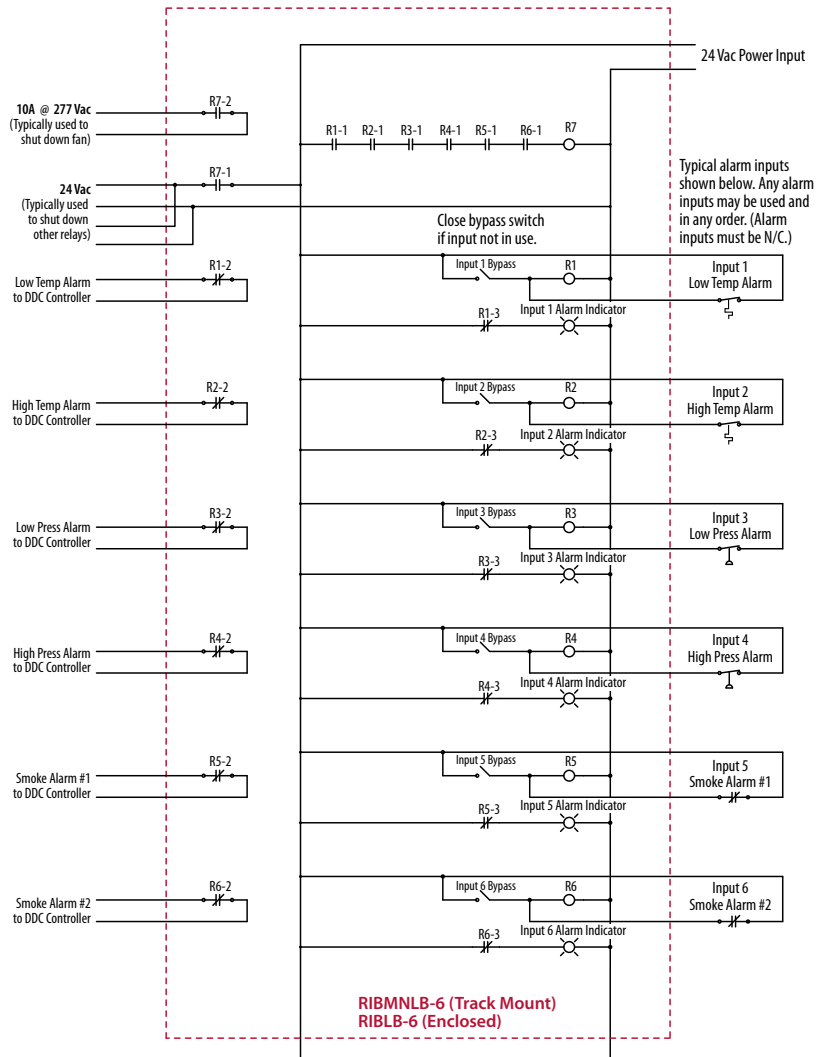 24 Vac Power Input
R7-2
10A @ 277 Vac
(Typically used to
shut down fan)
R1-1 R2-1 R3-1 R4-1 R5-1 R6-1 R7
R7-1
24 Vac
(Typically used
to shut down
other relays)
Typical alarm inputs
shown below. Any alarm
inputs may be used and
in any order. (Alarm
inputs must be N/C.)
Close bypass switch
if input not in use.
R1-2
Low Temp Alarm
to DDC Controller
Input 1 Bypass
R1
Input 1
Low Temp Alarm
R1-3
Input 1 Alarm Indicator
R2-2
High Temp Alarm
to DDC Controller
Input 2 Bypass
R2
Input 2
High Temp Alarm
R2-3
Input 2 Alarm Indicator
R3-2
Low Press Alarm
to DDC Controller
Input 3 Bypass
R3
Input 3
Low Press Alarm
R3-3
Input 3 Alarm Indicator
R4-2
High Press Alarm
to DDC Controller
Input 4 Bypass
R4
Input 4
High Press Alarm
R4-3
Input 4 Alarm Indicator
R5-2
Smoke Alarm #1
to DDC Controller
Input 5 Bypass
R5
Input 5
Smoke Alarm #1
R5-3
Input 5 Alarm Indicator
R6-2
Smoke Alarm #2
to DDC Controller
Input 6 Bypass
R6
Input 6
Smoke Alarm #2
R6-3
Input 6 Alarm Indicator
RIBMNLB-6 (Track Mount)
RIBLB-6 (Enclosed)